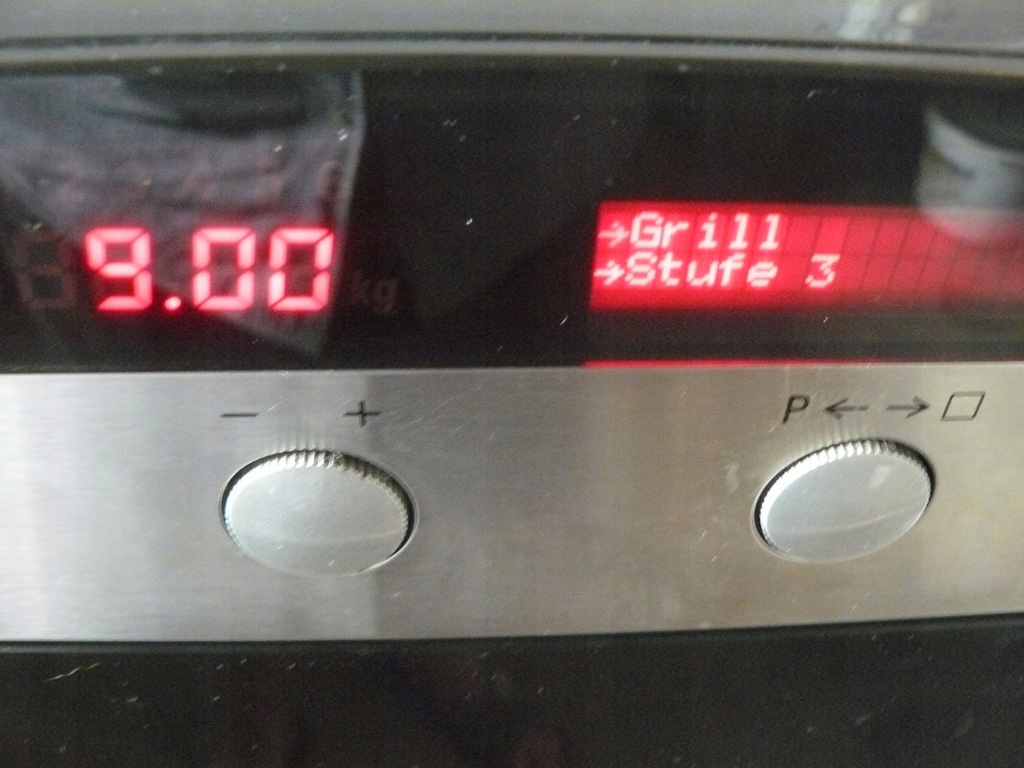 9.00 kg
→Grill
→Stufe 3
- +
P ← → □